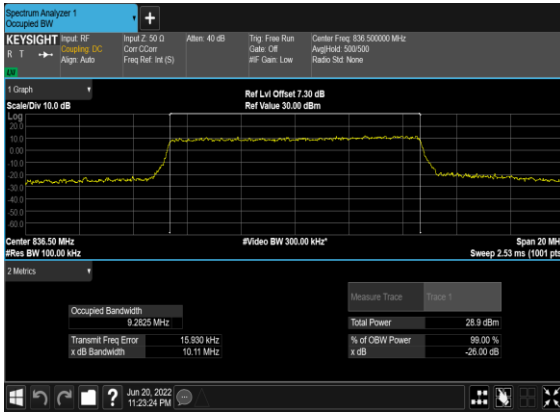 Spectrum Analyzer 1
Occupied BW
+
KEYSIGHT Input: RF Input Z: 50 Ω Atten: 40 dB Trig: Free Run Center Freq: 836.500000 MHz
R T Coupling: DC Corr CCorr Gate: Off Avg|Hold: 500/500
Align: Auto Freq Ref: Int (S) #IF Gain: Low Radio Std: None
1 Graph
Ref Lvl Offset 7.30 dB
Scale/Div 10.0 dB Ref Value 30.00 dBm
Log
20.0
10.0
0.00
-10.0
-20.0
-30.0
-40.0
-50.0
-60.0
Center 836.50 MHz #Video BW 300.00 kHz* Span 20 MH
#Res BW 100.00 kHz Sweep 2.53 ms (1001 pts
2 Metrics
Measure Trace Trace 1
Occupied Bandwidth
9.2825 MHz Total Power 28.9 dBm
Transmit Freq Error 15.930 kHz % of OBW Power 99.00 %
x dB Bandwidth 10.11 MHz x dB -26.00 dB
? Jun 20, 2022
11:23:24 PM